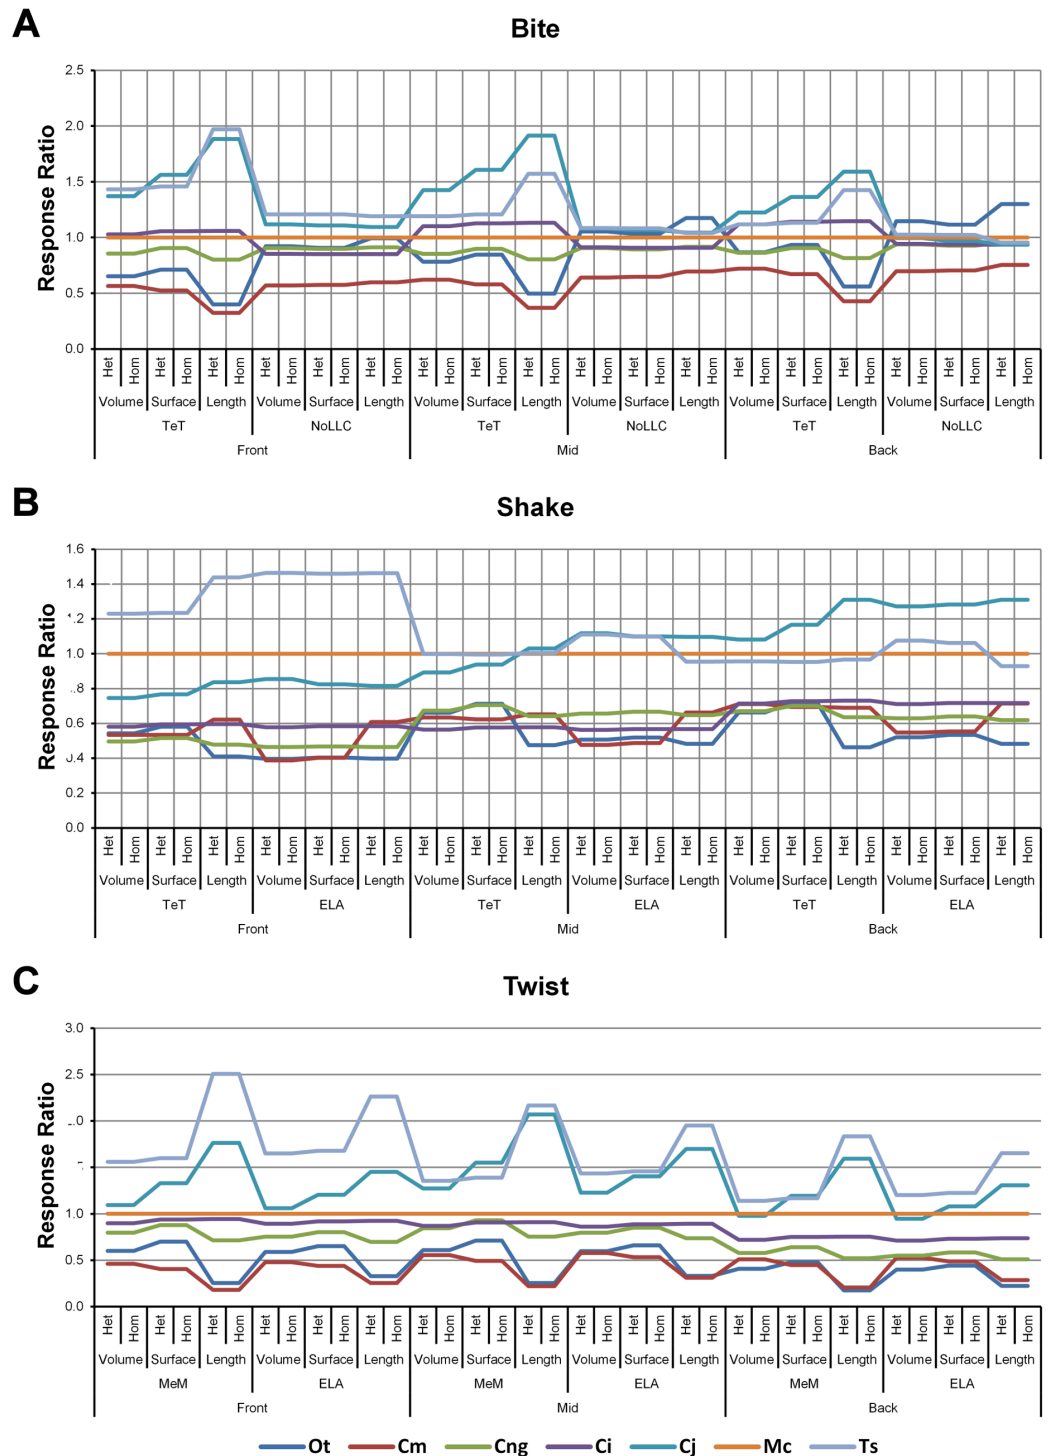 A
Bite
Response Ratio
2.5
2.0
1.5
1.0
0.5
0.0
Het Hom Het Hom Het Hom Het Hom Het Hom Het Hom Het Hom Het Hom Het Hom Het Hom Het Hom Het Hom Het Hom Het Hom Het Hom Het Hom Het Hom Het Hom
Volume Surface Length Volume Surface Length Volume Surface Length Volume Surface Length Volume Surface Length Volume Surface Length
TeT NoLLC TeT NoLLC TeT NoLLC
Front Mid Back
B
Shake
Response Ratio
1.6
1.4
.2
1.0
.8
0.6
0.4
0.2
0.0
Het Hom Het Hom Het Hom Het Hom Het Hom Het Hom Het Hom Het Hom Het Hom Het Hom Het Hom Het Hom Het Hom Het Hom Het Hom Het Hom Het Hom Het Hom
Volume Surface Length Volume Surface Length Volume Surface Length Volume Surface Length Volume Surface Length Volume Surface Length
TeT ELA TeT ELA TeT ELA
Front Mid Back
C
Twist
Response Ratio
3.0
2.5
.0
1.0
0.5
0.0
Het Hom Het Hom Het Hom Het Hom Het Hom Het Hom Het Hom Het Hom Het Hom Het Hom Het Hom Het Hom Het Hom Het Hom Het Hom Het Hom Het Hom Het Hom
Volume Surface Length Volume Surface Length Volume Surface Length Volume Surface Length Volume Surface Length Volume Surface Length
MeM ELA MeM ELA MeM ELA
Front Mid Back
Ot Cm Cng Ci Cj Mc Ts